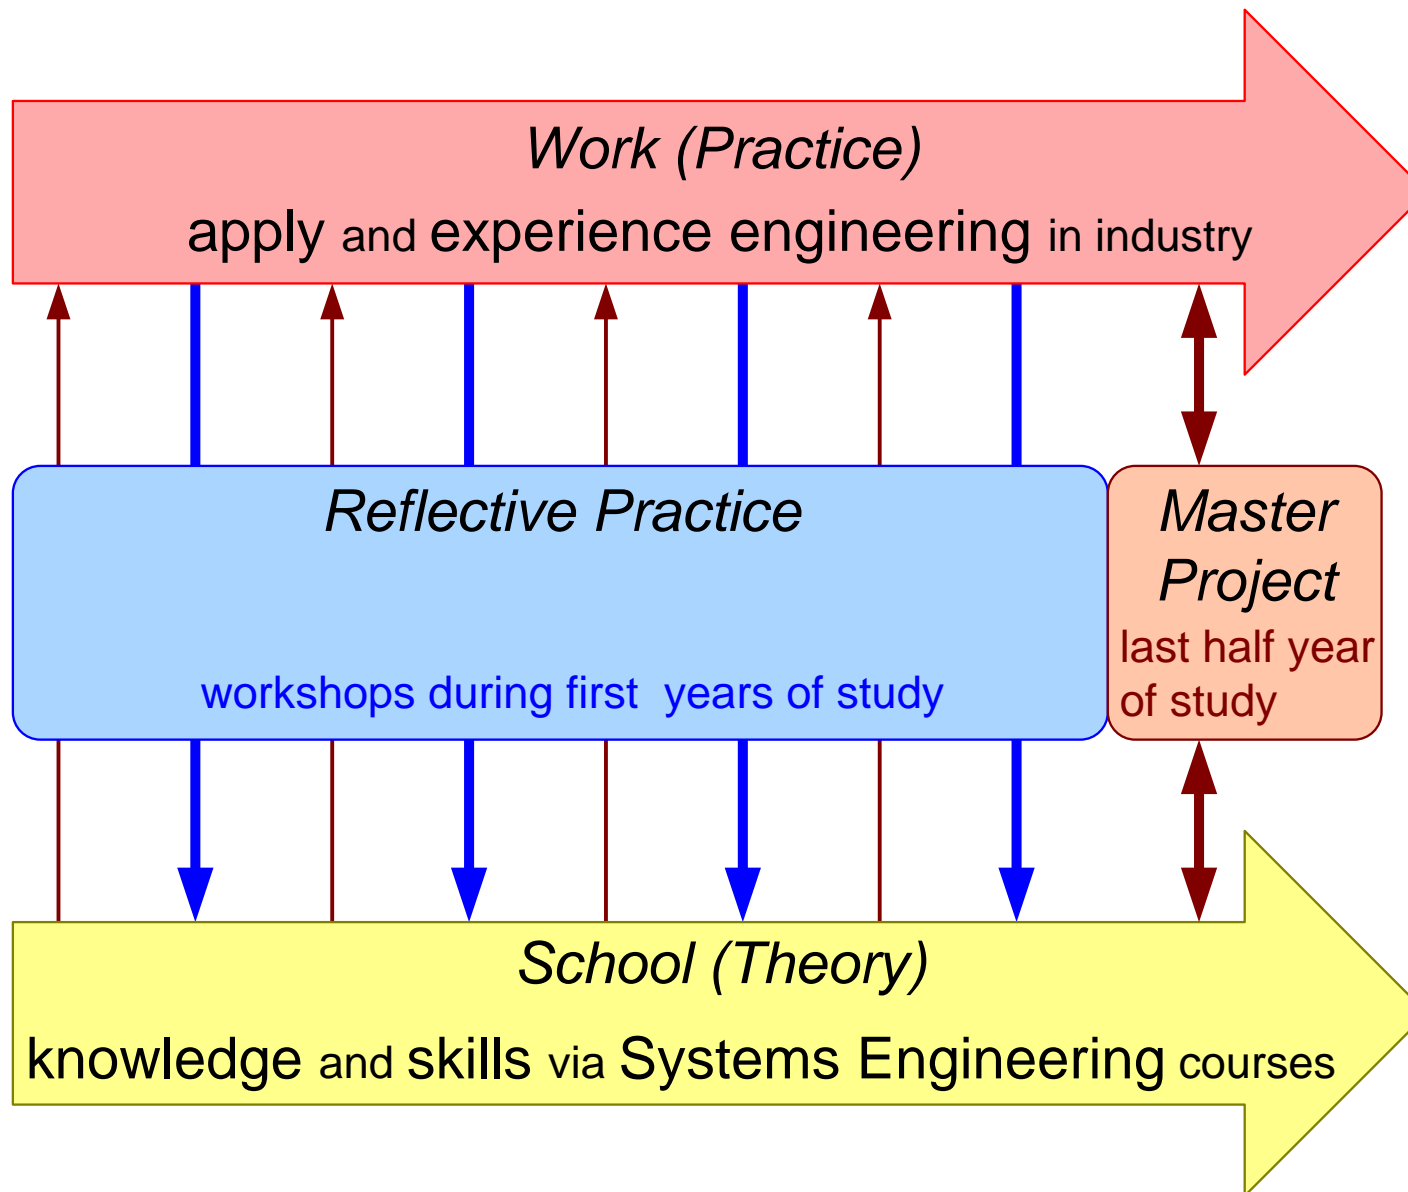 Work (Practice)
apply and experience engineering in industry
Reflective Practice
workshops during first  years of study
Master
Project
last half year
of study
School (Theory)
knowledge and skills via Systems Engineering courses